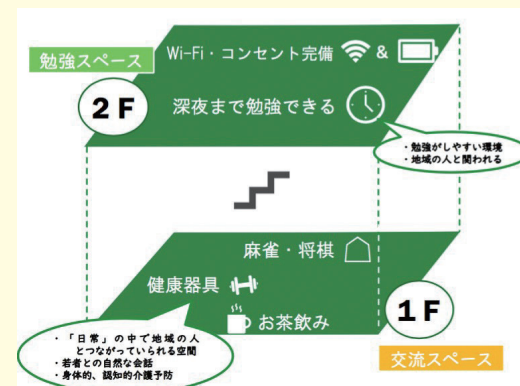 勉強スペース
Wi-Fi・コンセント完備 &
2F
深夜まで勉強できる
・勉強がしやすい環境
・地域の人と関われる
麻雀・将棋
健康器具
お茶飲み
1F
・「日常」の中で地域の人
とつながっていられる空間
・若者との自然な会話
・身体的、認知的介護予防
交流スペース